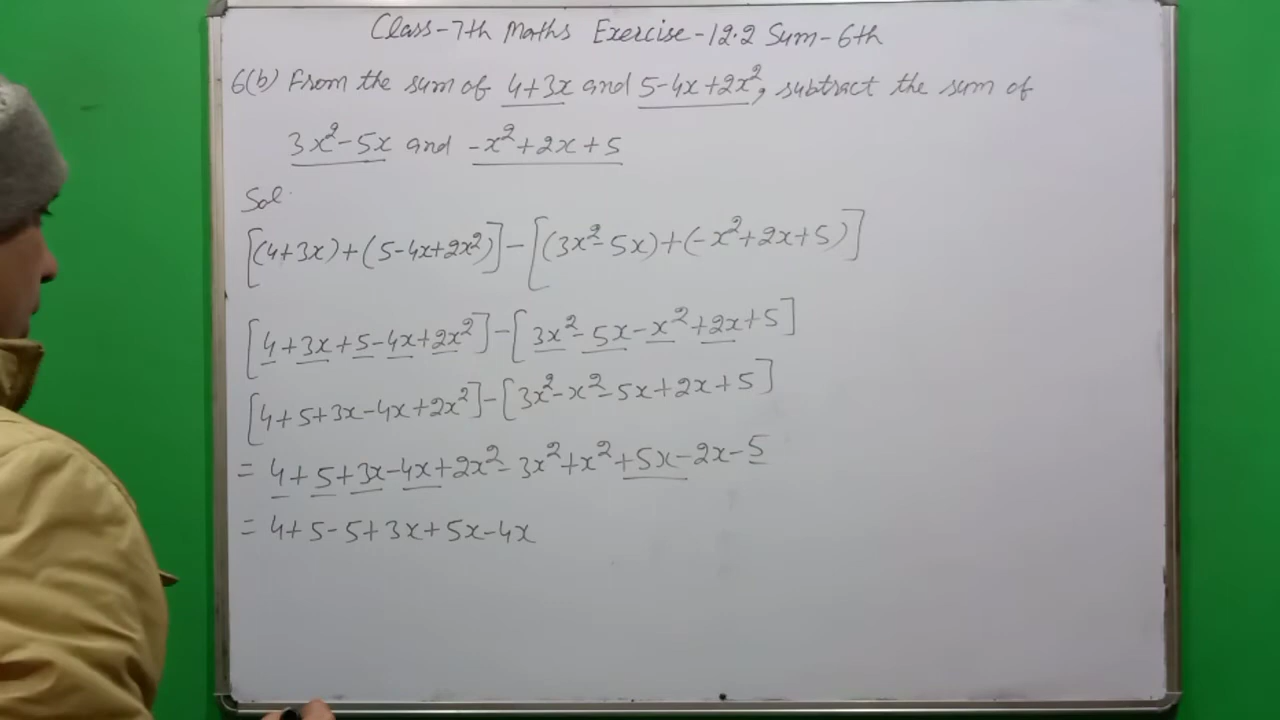 Class-7th Maths Exercise-12.2 Sum-6th
6(b) From the sum of 4+3x and 5-4x+2x², subtract the sum of
3x²-5x and -x²+2x+5
Sol.
[(4+3x)+(5-4x+2x²)]-[(3x²-5x)+(-x²+2x+5)]
[4+3x+5-4x+2x²]-[3x²-5x-x²+2x+5]
[4+5+3x-4x+2x²]-[3x²-x²-5x+2x+5]
= 4+5+3x-4x+2x²-3x²+x²+5x-2x-5
= 4+5-5+3x+5x-4x